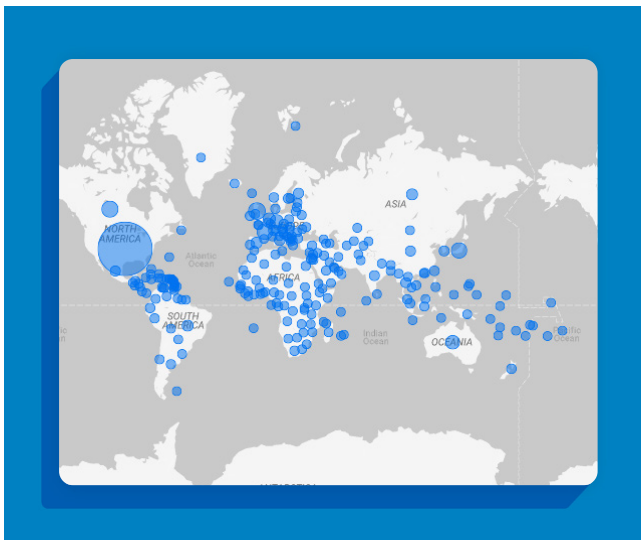 ASIA
NORTH
AMERICA
Atlantic
Ocean
AFRICA
SOUTH
AMERICA
Indian
Ocean
OCEANIA
Ocean